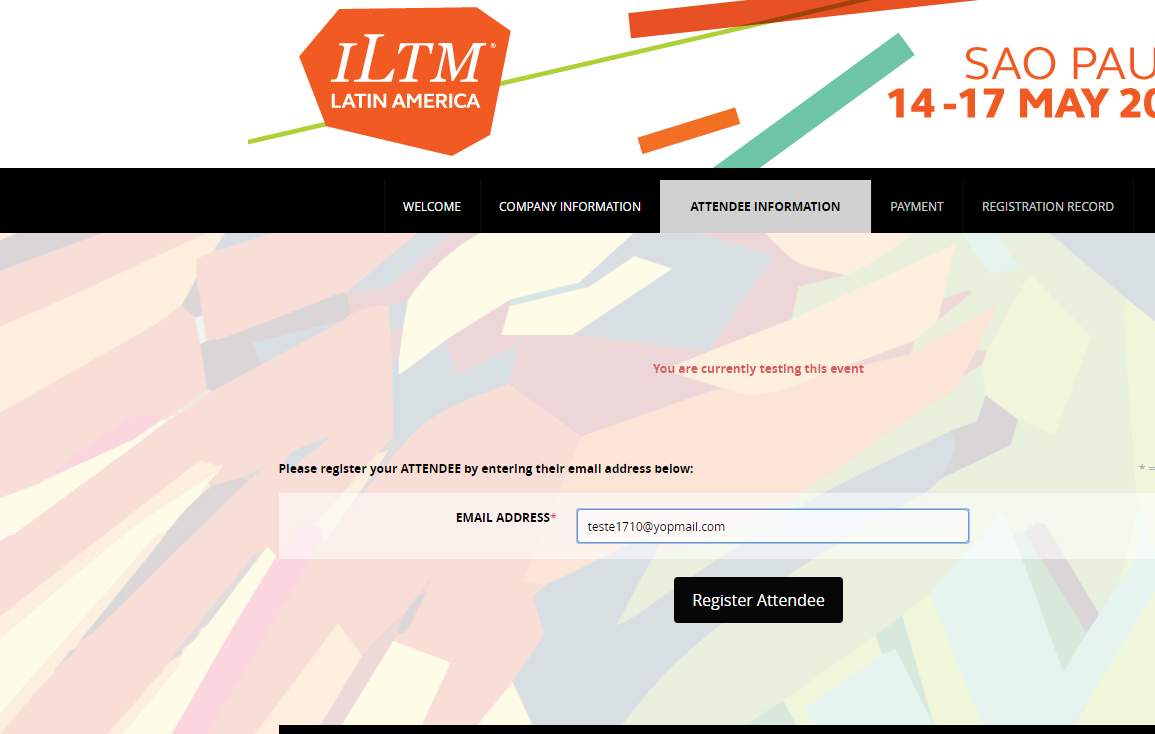 ILTM®
LATIN AMERICA
SAO PAU
14-17 MAY 20
WELCOME
COMPANY INFORMATION
ATTENDEE INFORMATION
PAYMENT
REGISTRATION RECORD
You are currently testing this event
Please register your ATTENDEE by entering their email address below:
* =
EMAIL ADDRESS*
teste1710@yopmail.com
Register Attendee